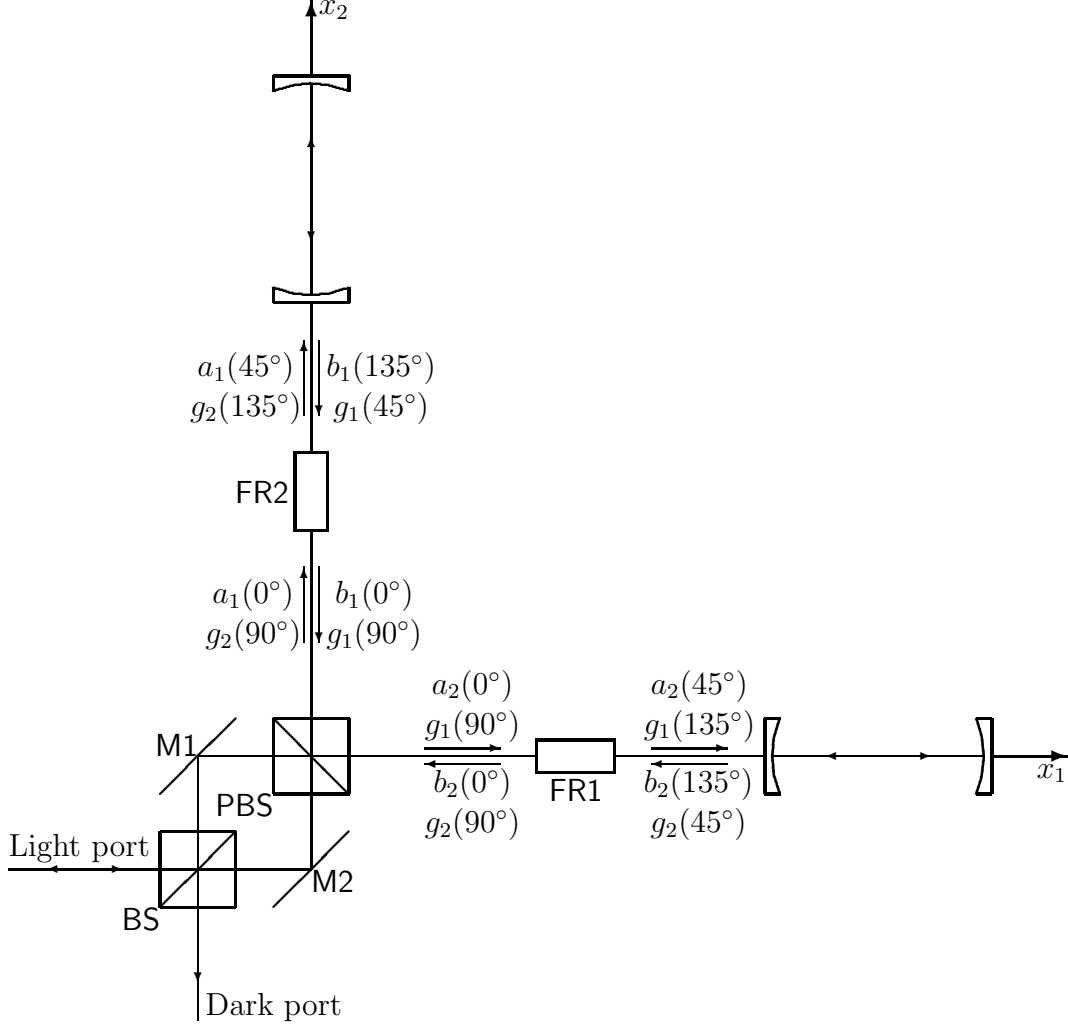 x₂
a₁(45°) b₁(135°)
g₂(135°) g₁(45°)
FR2
a₁(0°) b₁(0°)
g₂(90°) g₁(90°)
a₂(0°) a₂(45°)
g₁(90°) g₁(135°)
M1
b₂(0°) FR1 b₂(135°) x₁
PBS
g₂(90°) g₂(45°)
Light port
M2
BS
Dark port